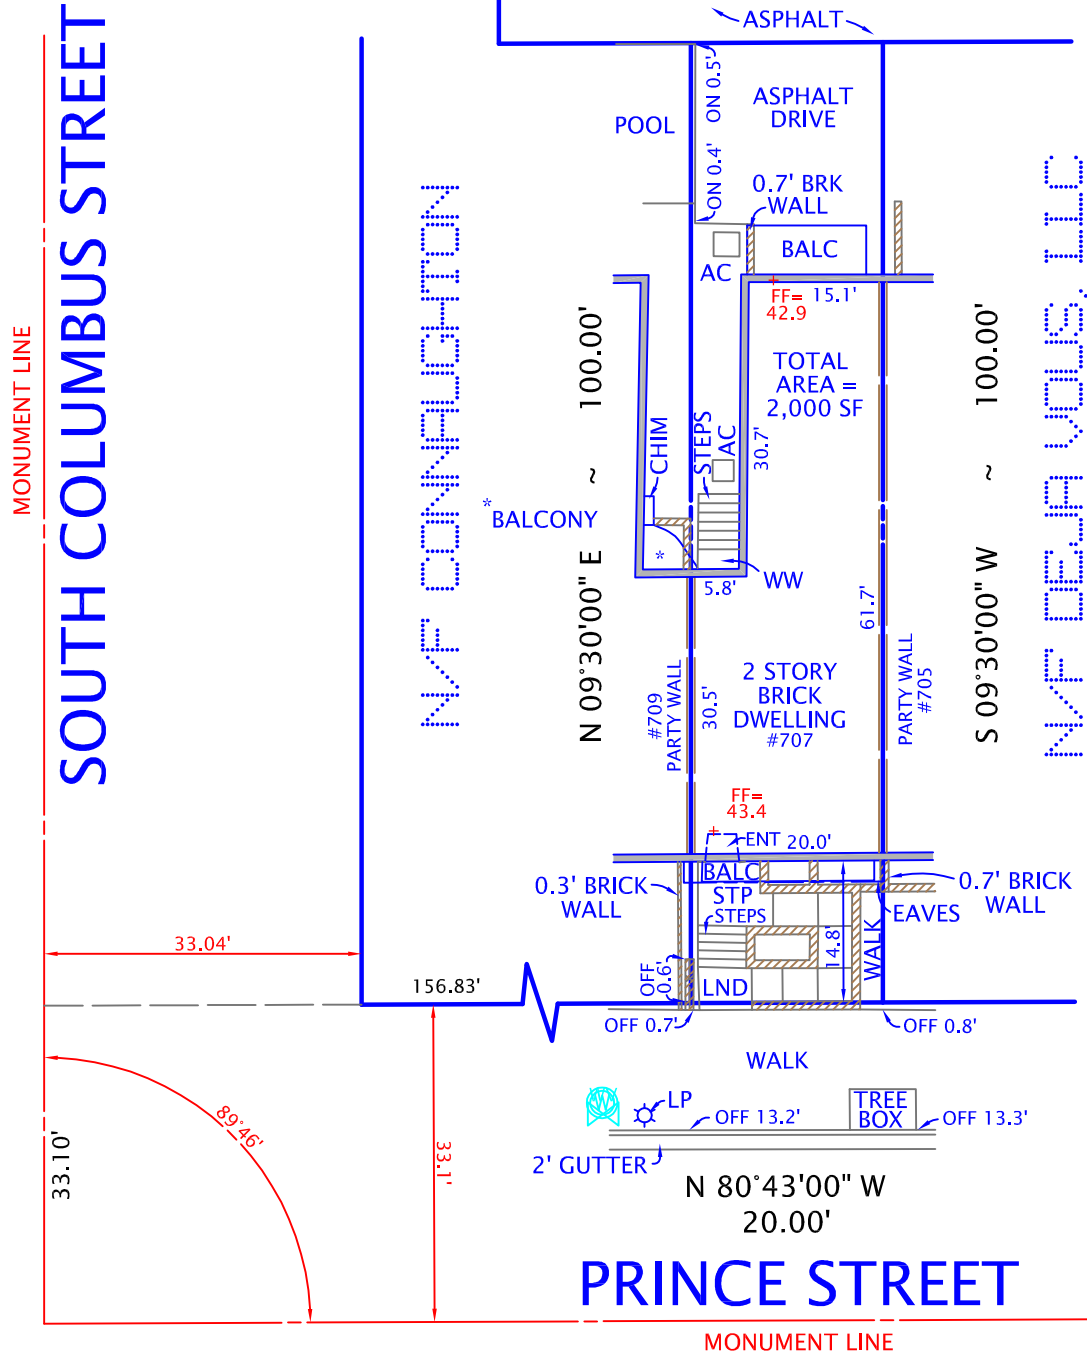 ASPHALT
SOUTH COLUMBUS STREET
MONUMENT LINE
N/F CONNAUGHTON
POOL
ON 0.5'
ON 0.4'
ASPHALT
DRIVE
0.7' BRK
WALL
BALC
AC
FF=
42.9
15.1'
N 09°30'00" E ~ 100.00'
TOTAL
AREA =
2,000 SF
S 09°30'00" W ~ 100.00'
N/F DEJA VOUS, LLC
CHIM
STEPS
AC
30.7'
*
BALCONY
*
WW
5.8'
61.7'
#709
PARTY WALL
30.5'
2 STORY
BRICK
DWELLING
#707
PARTY WALL
#705
FF=
43.4
ENT
20.0'
0.3' BRICK
WALL
BALC
STP
STEPS
0.7' BRICK
WALL
EAVES
14.8'
WALK
33.04'
156.83'
OFF
0.6'
LND
OFF 0.7'
OFF 0.8'
WALK
W
LP
OFF 13.2'
TREE
BOX
OFF 13.3'
89°46'
33.10'
33.1'
2' GUTTER
N 80°43'00" W
20.00'
PRINCE STREET
MONUMENT LINE